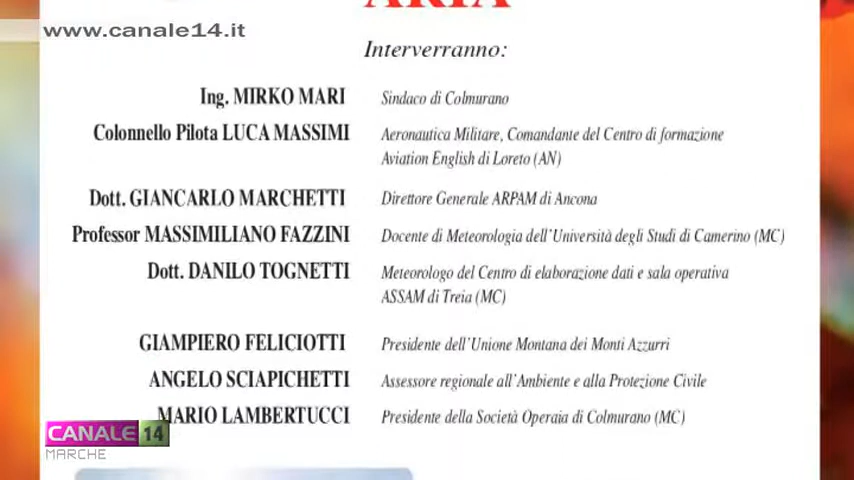 ARIA
www.canale14.it
Interverranno:
Ing. MIRKO MARI Sindaco di Colmurano
Colonnello Pilota LUCA MASSIMI Aeronautica Militare, Comandante del Centro di formazione
Aviation English di Loreto (AN)
Dott. GIANCARLO MARCHETTI Direttore Generale ARPAM di Ancona
Professor MASSIMILIANO FAZZINI Docente di Meteorologia dell'Università degli Studi di Camerino (MC)
Dott. DANILO TOGNETTI Meteorologo del Centro di elaborazione dati e sala operativa
ASSAM di Treia (MC)
GIAMPIERO FELICIOTTI Presidente dell'Unione Montana dei Monti Azzurri
ANGELO SCIAPICHETTI Assessore regionale all'Ambiente e alla Protezione Civile
MARIO LAMBERTUCCI Presidente della Società Operaia di Colmurano (MC)
CANALE 14
MARCHE